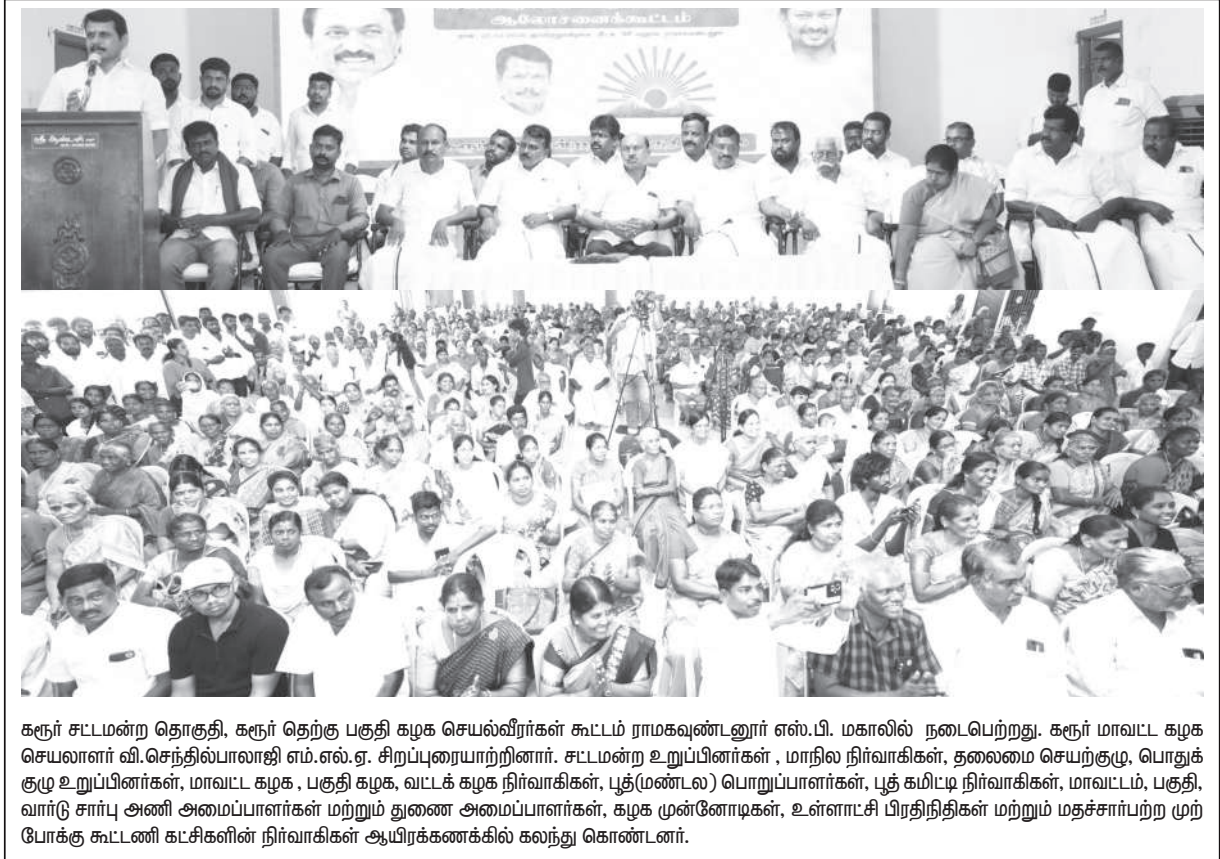 ஆலோசனைக்கூட்டம்
கரூர் சட்டமன்ற தொகுதி, கரூர் தெற்கு பகுதி கழக செயல்வீரர்கள் கூட்டம் ராமகவுண்டனூர் எஸ்.பி. மகாலில் நடைபெற்றது. கரூர் மாவட்ட கழக
செயலாளர் வி.செந்தில்பாலாஜி எம்.எல்.ஏ. சிறப்புரையாற்றினார். சட்டமன்ற உறுப்பினர்கள் , மாநில நிர்வாகிகள், தலைமை செயற்குழு, பொதுக்
குழு உறுப்பினர்கள், மாவட்ட கழக , பகுதி கழக, வட்டக் கழக நிர்வாகிகள், பூத்(மண்டல) பொறுப்பாளர்கள், பூத் கமிட்டி நிர்வாகிகள், மாவட்டம், பகுதி,
வார்டு சார்பு அணி அமைப்பாளர்கள் மற்றும் துணை அமைப்பாளர்கள், கழக முன்னோடிகள், உள்ளாட்சி பிரதிநிதிகள் மற்றும் மதச்சார்பற்ற முற்
போக்கு கூட்டணி கட்சிகளின் நிர்வாகிகள் ஆயிரக்கணக்கில் கலந்து கொண்டனர்.